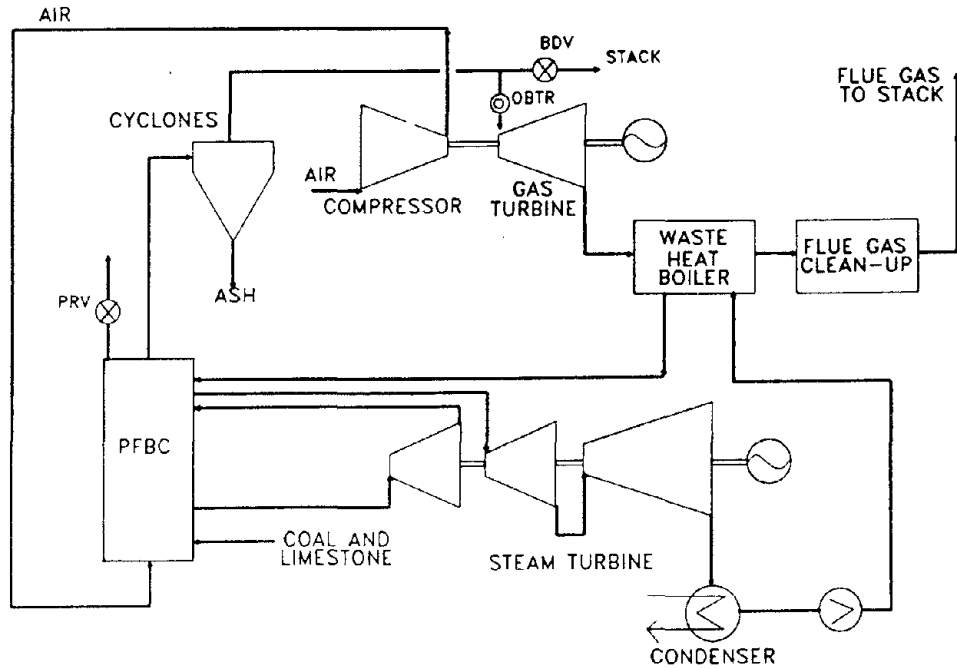 AIR
BDV
STACK
OBTR
FLUE GAS
TO STACK
CYCLONES
AIR
COMPRESSOR
GAS
TURBINE
WASTE
HEAT
BOILER
FLUE GAS
CLEAN-UP
ASH
PRV
PFBC
COAL AND
LIMESTONE
STEAM TURBINE
CONDENSER